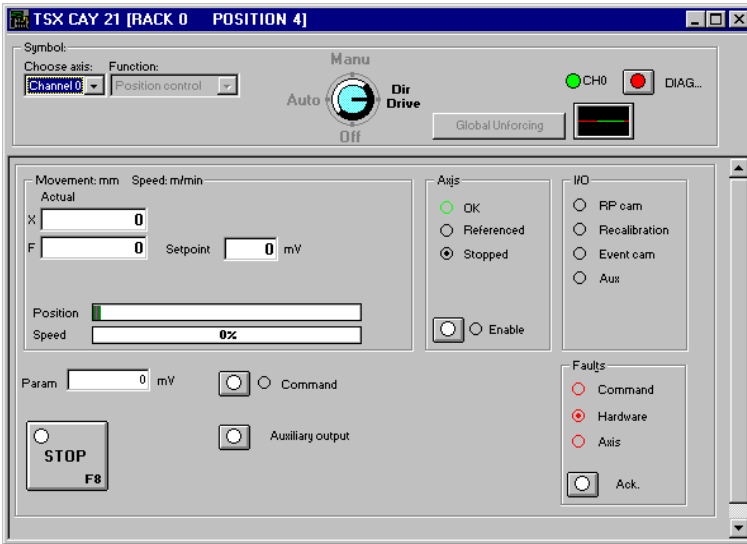 TSX CAY 21 [RACK 0 POSITION 4]
Symbol:
Choose axis: Function:
Channel 0 Position control
Manu
Auto Dir Drive
Off
CH0 DIAG...
Global Unforcing
Movement: mm Speed: m/min
Actual
X 0
F 0 Setpoint 0 mV
Position
Speed 0%
Axis
OK
Referenced
Stopped
Enable
I/O
RP cam
Recalibration
Event cam
Aux
Param 0 mV
Command
Auxiliary output
STOP
F8
Faults
Command
Hardware
Axis
Ack.